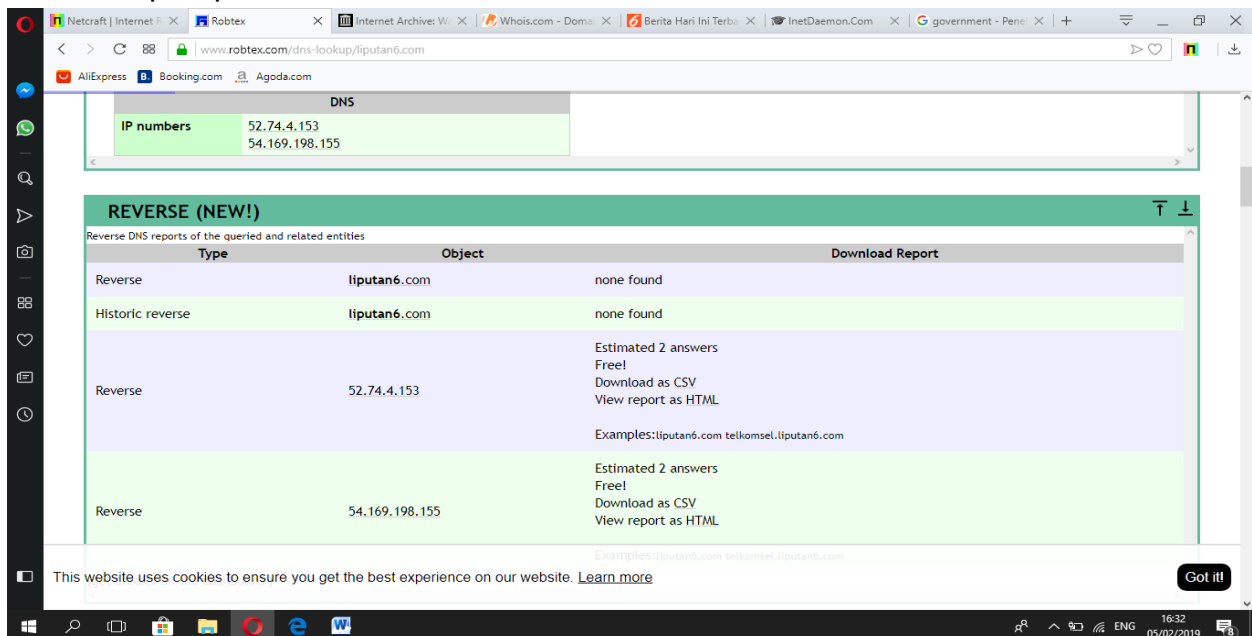 Netcraft | Internet R
Robtex
Internet Archive: W
Whois.com - Doma
Berita Hari Ini Terba
InetDaemon.Com
government - Pene
www.robtex.com/dns-lookup/liputan6.com
AliExpress
B. Booking.com
a Agoda.com
DNS
IP numbers
52.74.4.153
54.169.198.155
REVERSE (NEW!)
Reverse DNS reports of the queried and related entities
Type Object Download Report
Reverse liputan6.com none found
Historic reverse liputan6.com none found
Estimated 2 answers
Free!
Download as CSV
Reverse 52.74.4.153
View report as HTML
Examples:liputan6.com telkomsel.liputan6.com
Estimated 2 answers
Free!
Download as CSV
Reverse 54.169.198.155
View report as HTML
Examples:liputan6.com telkomsel.liputan6.com
This website uses cookies to ensure you get the best experience on our website. Learn more
Got it!
ENG
16:32
05/02/2019